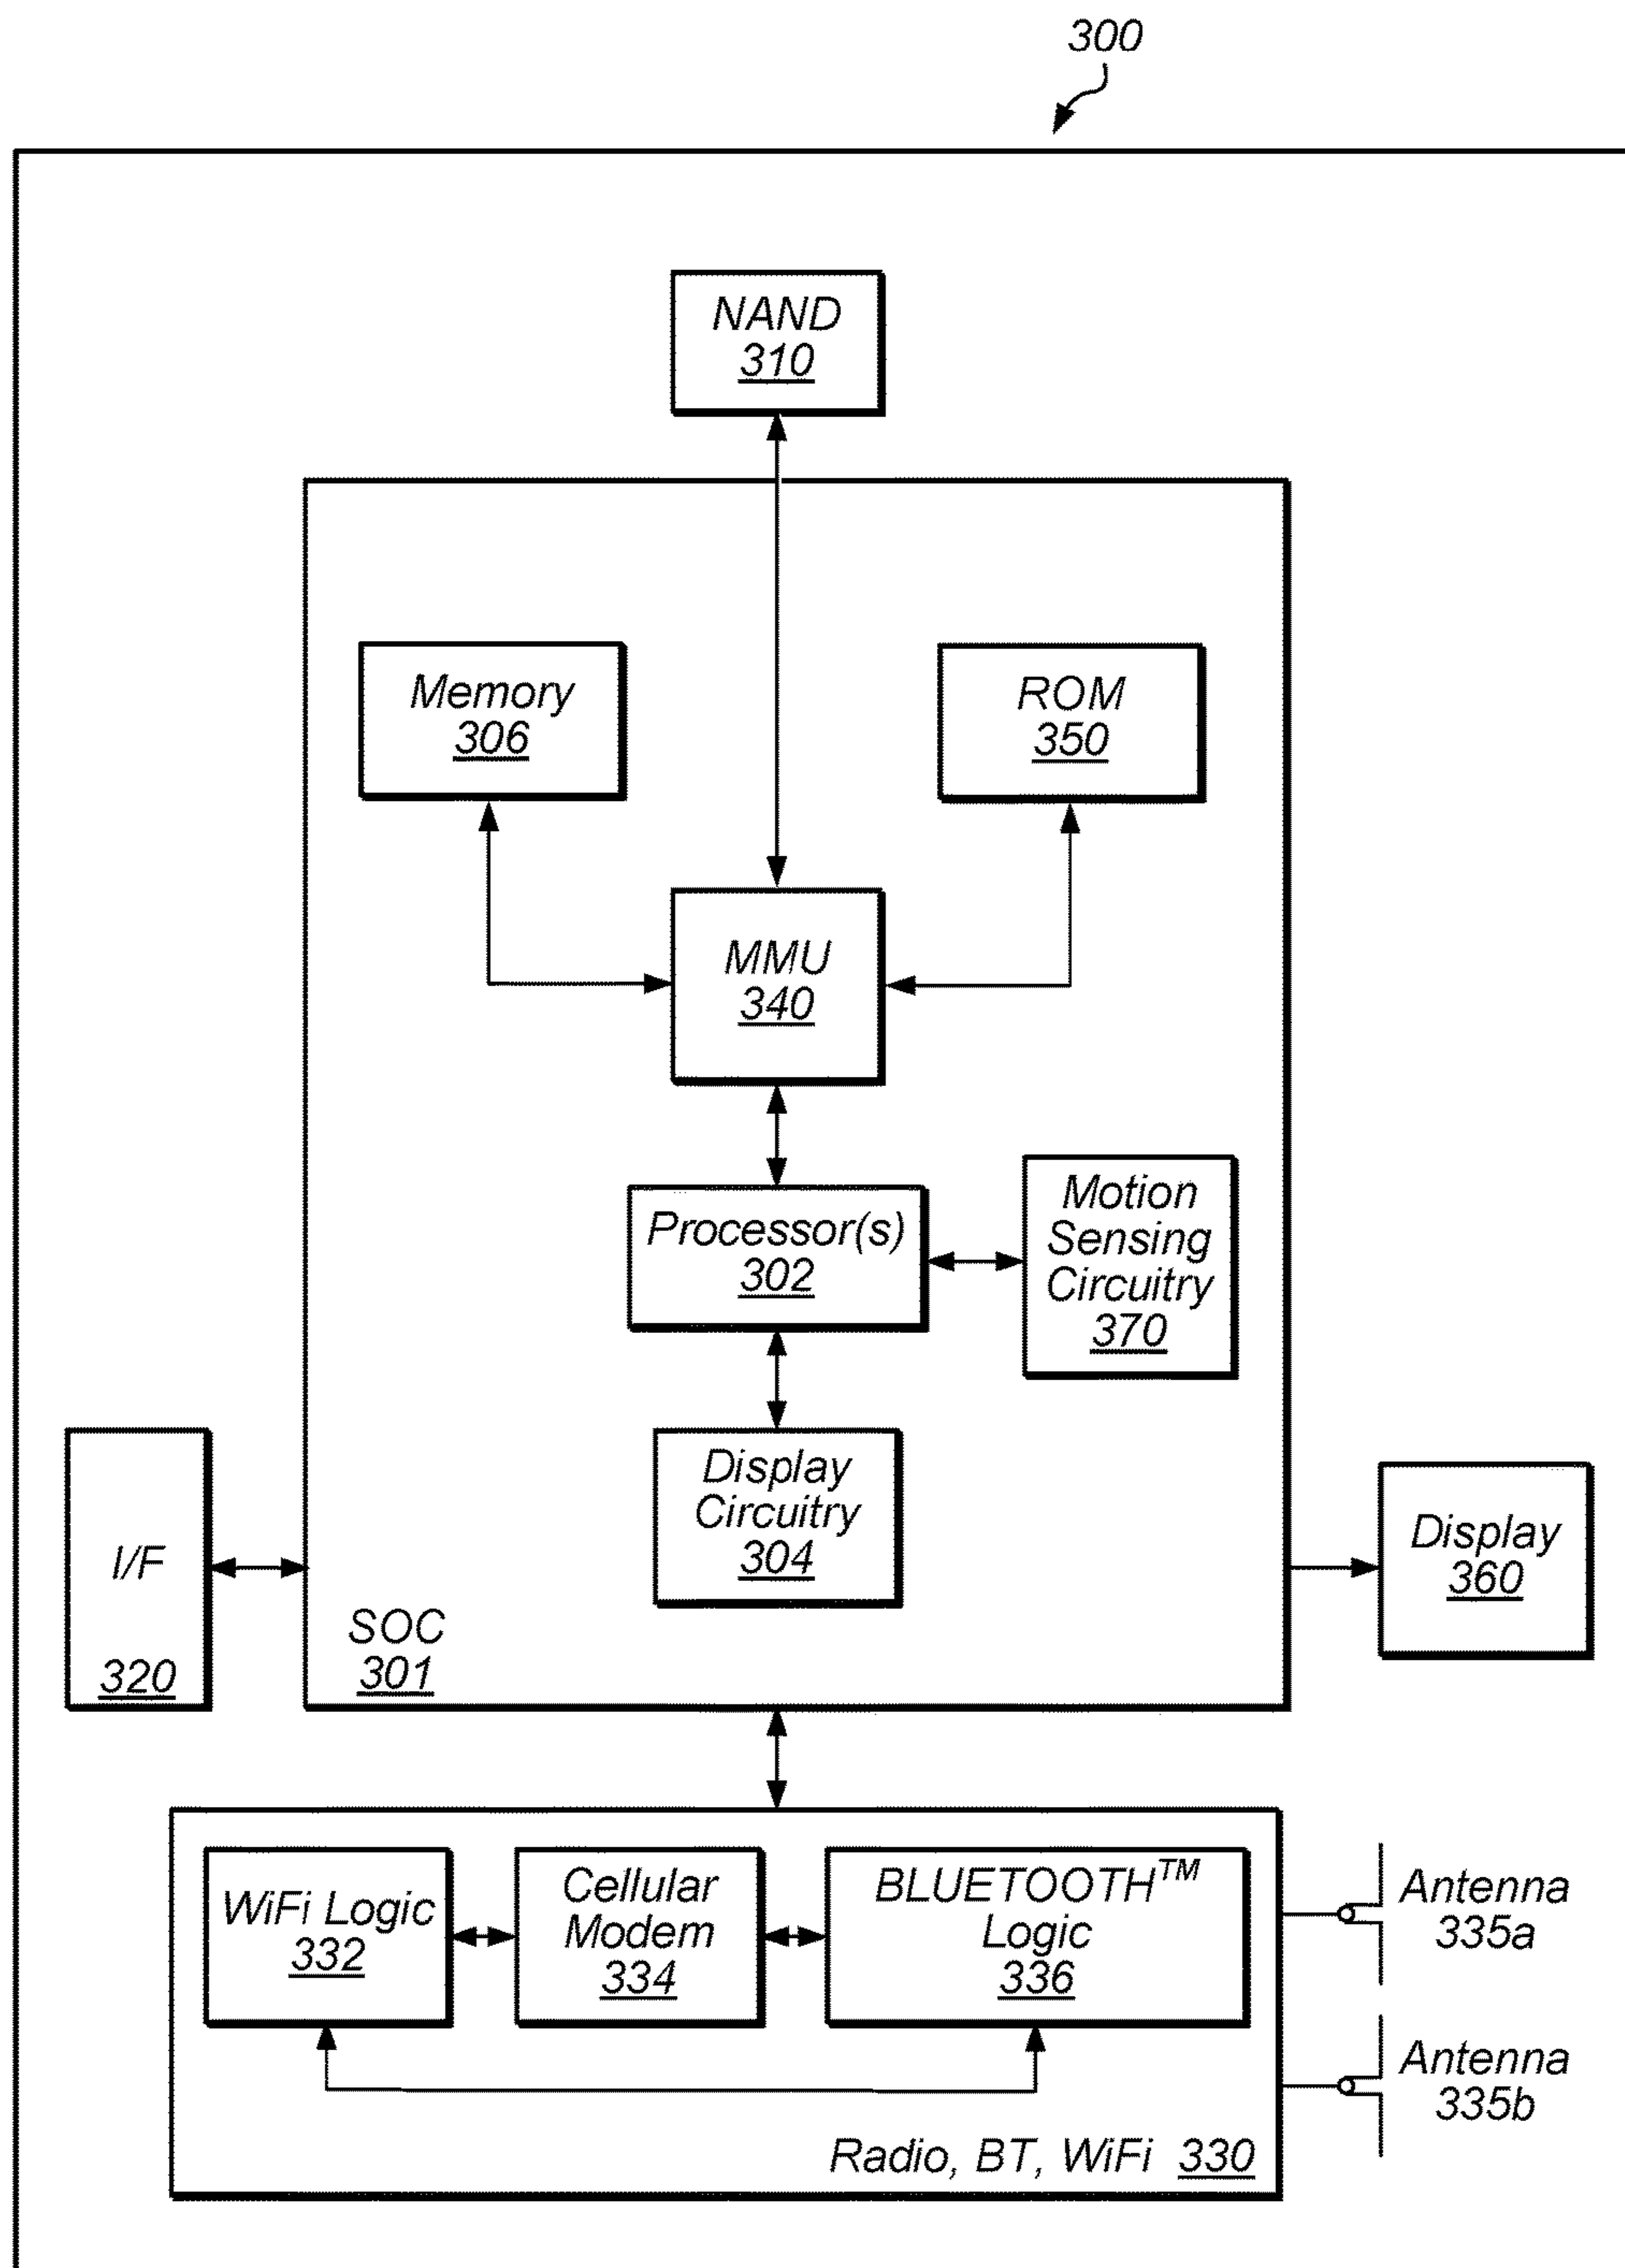 300
NAND
310
Memory
306
ROM
350
MMU
340
Processor(s)
302
Motion
Sensing
Circuitry
370
Display
Circuitry
304
I/F
320
SOC
301
Display
360
WiFi Logic
332
Cellular
Modem
334
BLUETOOTH™
Logic
336
Antenna
335a
Antenna
335b
Radio, BT, WiFi 330